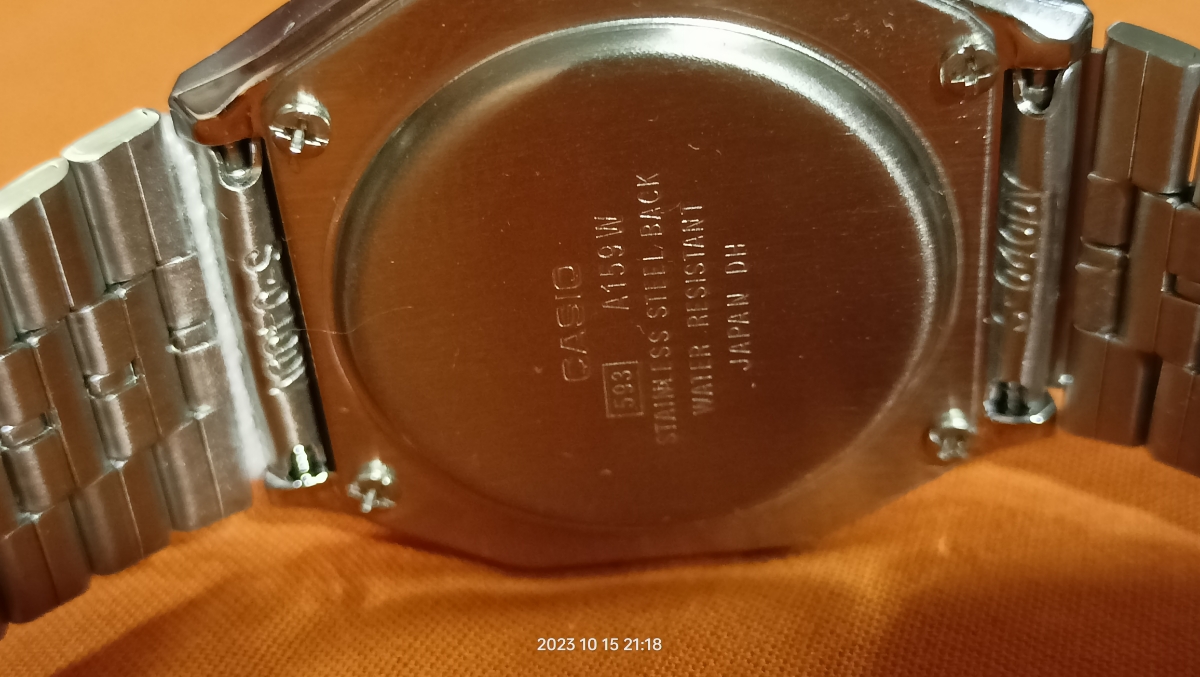 CASIO
593 A159W
STAINLESS STEEL BACK
WATER RESISTANT
JAPAN DH
2023 10 15 21:18